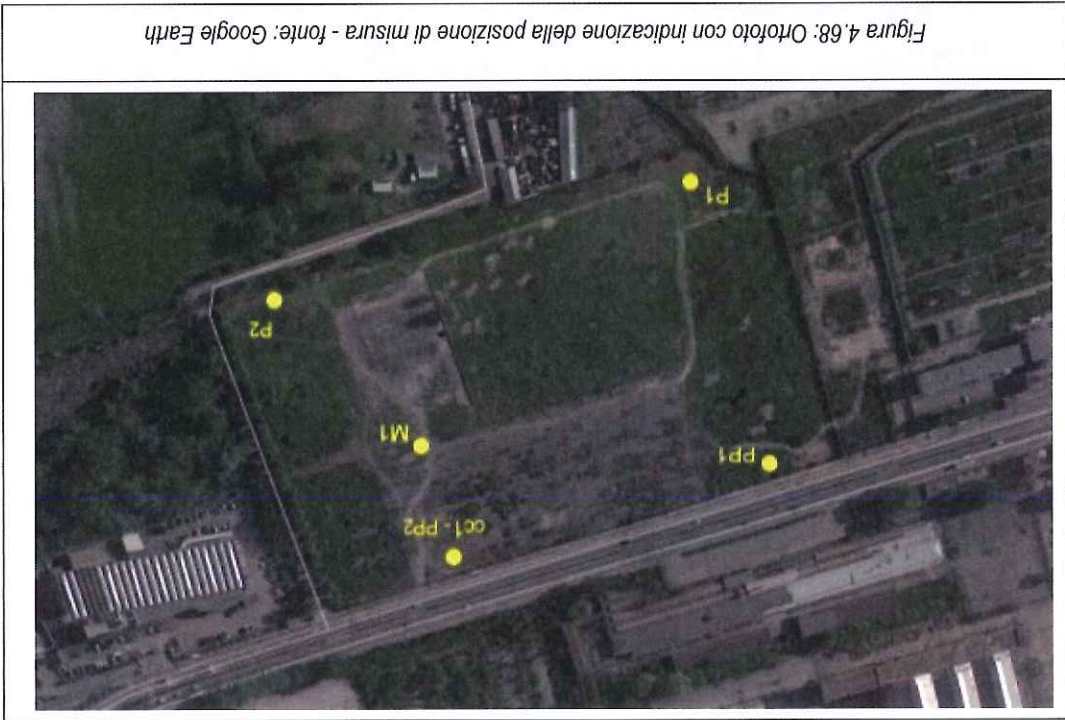 cc1 - PP2
PP1
M1
P2
P1
Figura 4.68: Ortofoto con indicazione della posizione di misura - fonte: Google Earth